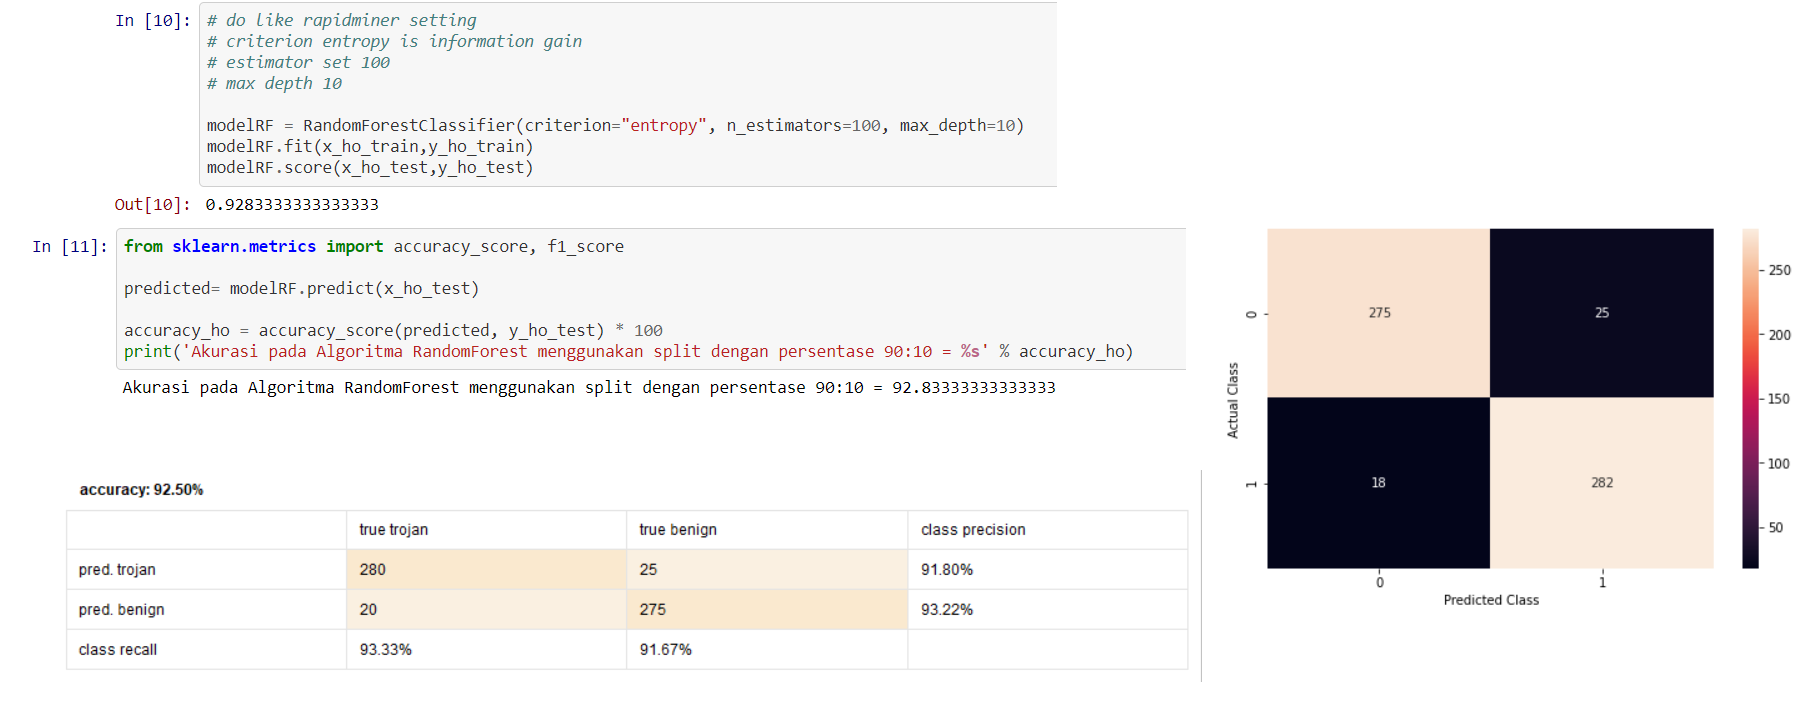 In [10]:
# do like rapidminer setting
# criterion entropy is information gain
# estimator set 100
# max depth 10
modelRF = RandomForestClassifier(criterion="entropy", n_estimators=100, max_depth=10)
modelRF.fit(x_ho_train,y_ho_train)
modelRF.score(x_ho_test,y_ho_test)
Out[10]: 0.9283333333333333
In [11]:
from sklearn.metrics import accuracy_score, f1_score
predicted= modelRF.predict(x_ho_test)
accuracy_ho = accuracy_score(predicted, y_ho_test) * 100
print('Akurasi pada Algoritma RandomForest menggunakan split dengan persentase 90:10 = %s' % accuracy_ho)
Akurasi pada Algoritma RandomForest menggunakan split dengan persentase 90:10 = 92.83333333333333
accuracy: 92.50%
true trojan true benign class precision
pred. trojan 280 25 91.80%
pred. benign 20 275 93.22%
class recall 93.33% 91.67%
Actual Class
0
1
275 25
18 282
0 1
Predicted Class
250
200
150
100
50